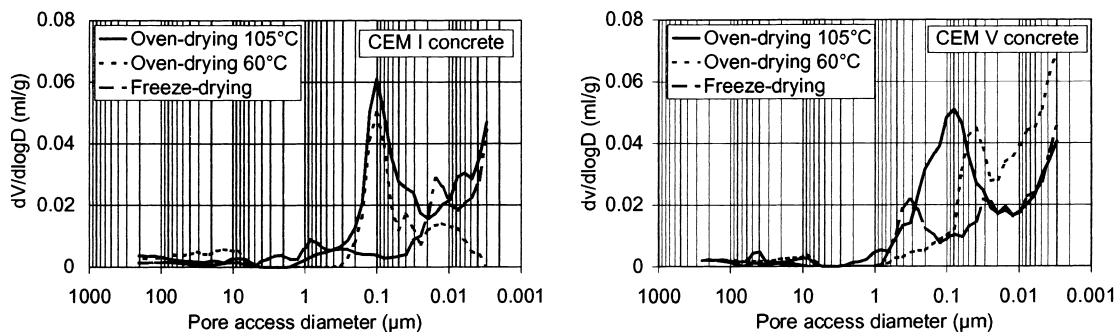 0.08
0.06
0.04
0.02
0
dV/dlogD (ml/g)
Oven-drying 105°C
Oven-drying 60°C
Freeze-drying
CEM I concrete
1000 100 10 1 0.1 0.01 0.001
Pore access diameter (µm)
0.08
0.06
0.04
0.02
0
dv/dlogD (ml/g)
Oven-drying 105°C
Oven-drying 60°C
Freeze-drying
CEM V concrete
1000 100 10 1 0.1 0.01 0.001
Pore access diameter (µm)